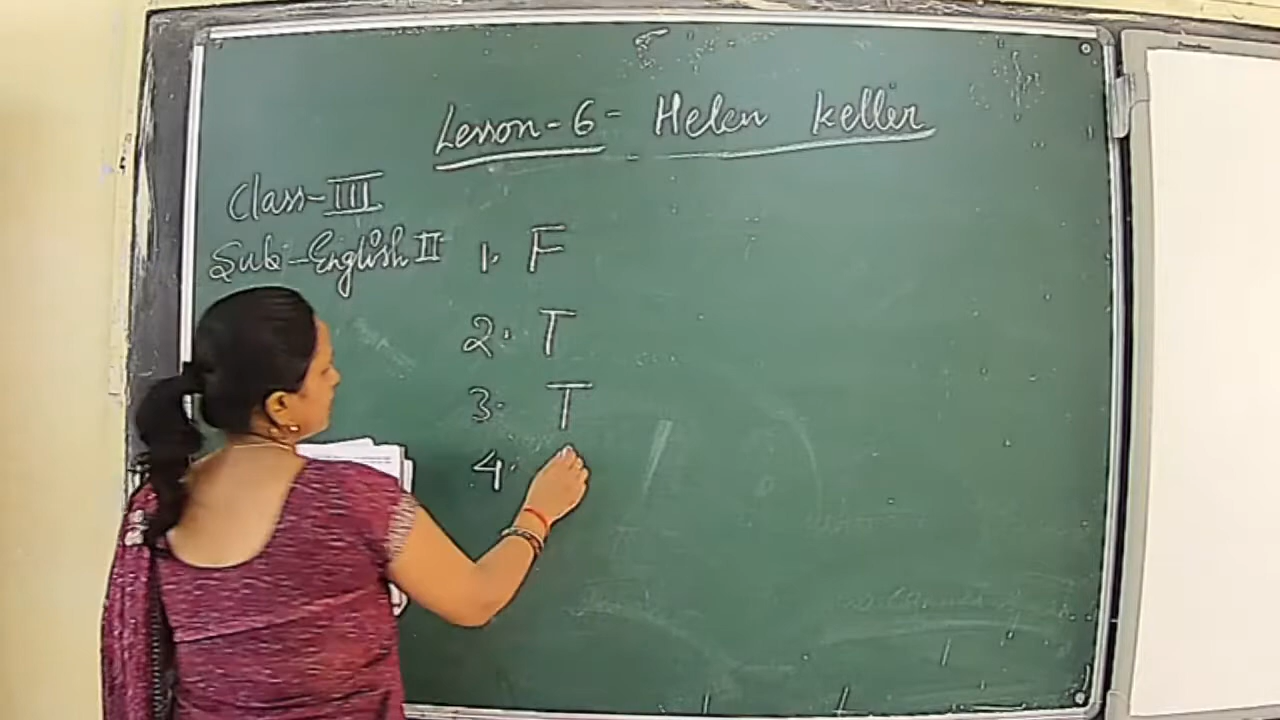 Lesson-6- Helen Keller
Class-III
Sub-English II
1. F
2. T
3. T
4.